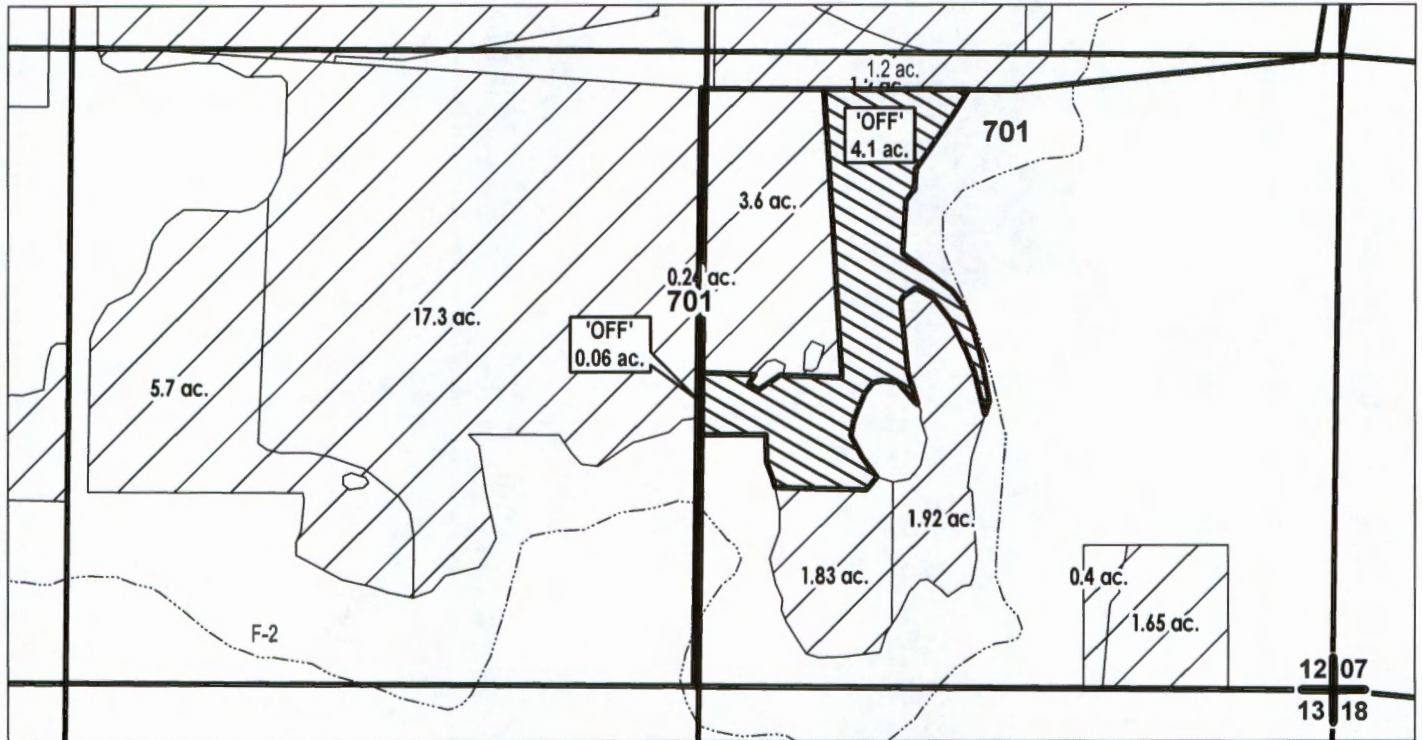 1.2 ac.
'OFF'
4.1 ac.
701
3.6 ac.
701
17.3 ac.
'OFF'
0.06 ac.
5.7 ac.
1.92 ac.
1.83 ac.
0.4 ac.
1.65 ac.
F-2
12 07
13 18